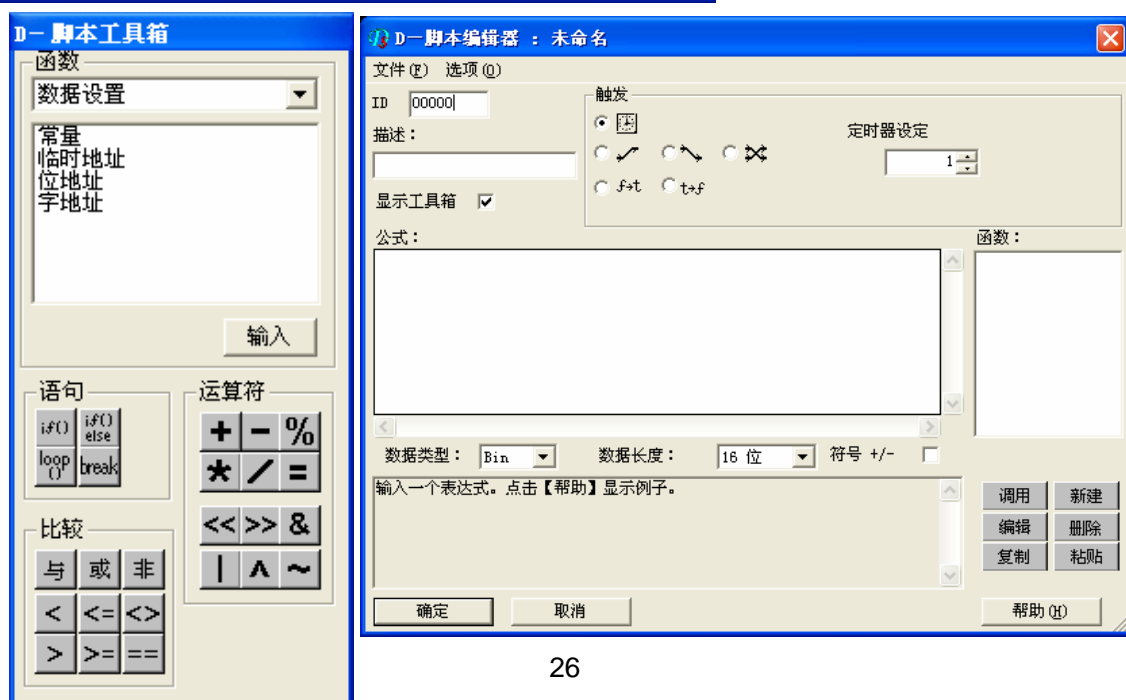 D－脚本工具箱
函数
数据设置
常量
临时地址
位地址
字地址
输入
语句
if()
if()
else
loop
()
break
运算符
+ - %
* / =
<< >> &
| ^ ~
比较
与 或 非
< <= <>
> >= ==
D－脚本编辑器 : 未命名
文件(F) 选项(O)
ID 00000
描述：
显示工具箱
触发
f→t t→f
定时器设定
1
公式：
函数：
数据类型： Bin 数据长度： 16 位 符号 +/-
输入一个表达式。点击【帮助】显示例子。
调用 新建
编辑 删除
复制 粘贴
确定 取消 帮助(H)
26